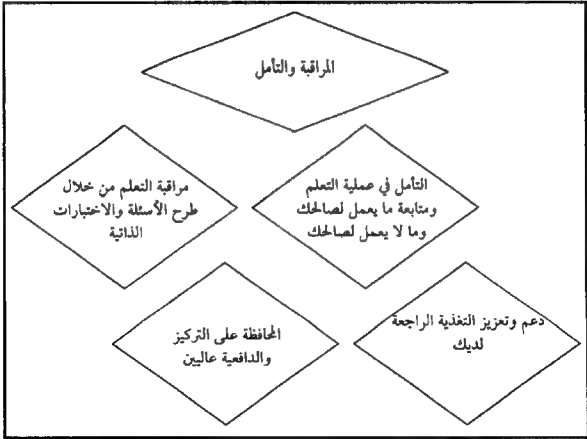 المراقبة والتأمل
مراقبة التعلم من خلال
طرح الأسئلة والاختبارات
الذاتية
التأمل في عملية التعلم
ومتابعة ما يعمل لصالحك
وما لا يعمل لصالحك
المحافظة على التركيز
والدافعية عاليين
دعم وتعزيز التغذية الراجعة
لديك